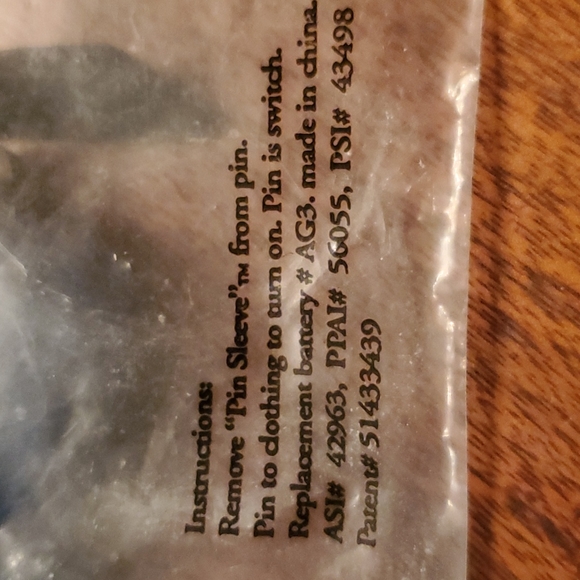 Instructions:
Remove “Pin Sleeve”™ from pin.
Pin to clothing to turn on. Pin is switch.
Replacement battery # AG3. made in china.
ASI# 42963, PPAI# 56055, PSI# 43498
Patent# 51433439